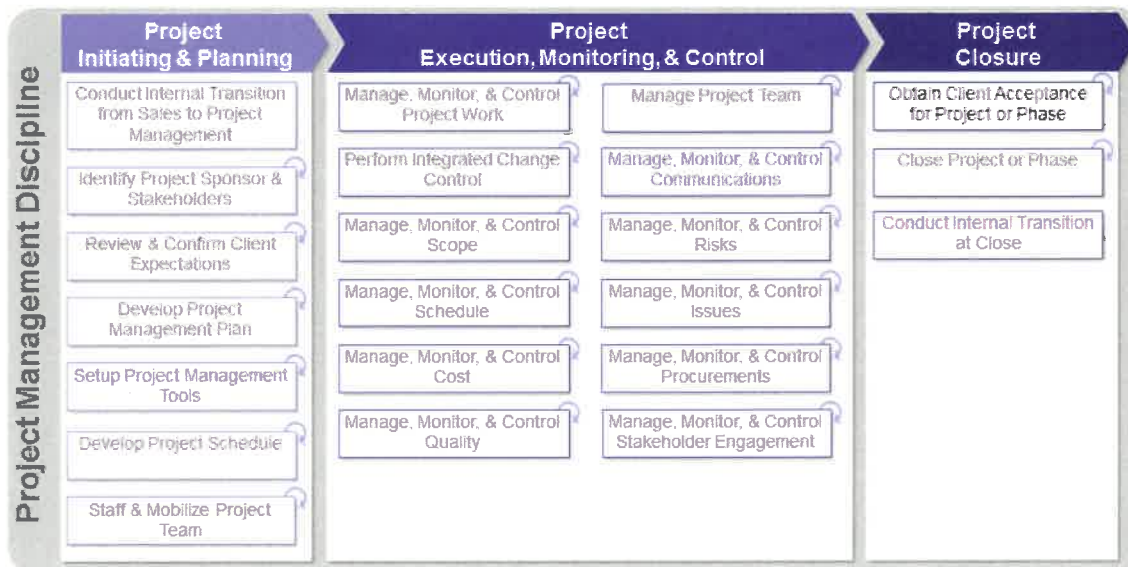 Project Management Discipline
Project
Initiating & Planning
Conduct Internal Transition
from Sales to Project
Management
Identify Project Sponsor &
Stakeholders
Review & Confirm Client
Expectations
Develop Project
Management Plan
Setup Project Management
Tools
Develop Project Schedule
Staff & Mobilize Project
Team
Project
Execution, Monitoring, & Control
Manage, Monitor, & Control
Project Work
Perform Integrated Change
Control
Manage, Monitor, & Control
Scope
Manage, Monitor, & Control
Schedule
Manage, Monitor, & Control
Cost
Manage, Monitor, & Control
Quality
Manage Project Team
Manage, Monitor, & Control
Communications
Manage, Monitor, & Control
Risks
Manage, Monitor, & Control
Issues
Manage, Monitor, & Control
Procurements
Manage, Monitor, & Control
Stakeholder Engagement
Project
Closure
Obtain Client Acceptance
for Project or Phase
Close Project or Phase
Conduct Internal Transition
at Close